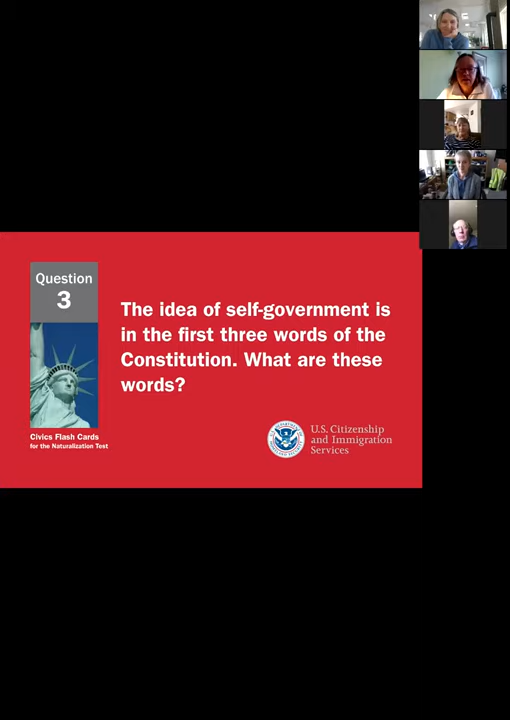 Question
3
The idea of self-government is
in the first three words of the
Constitution. What are these
words?
Civics Flash Cards
for the Naturalization Test
U.S. Citizenship
and Immigration
Services